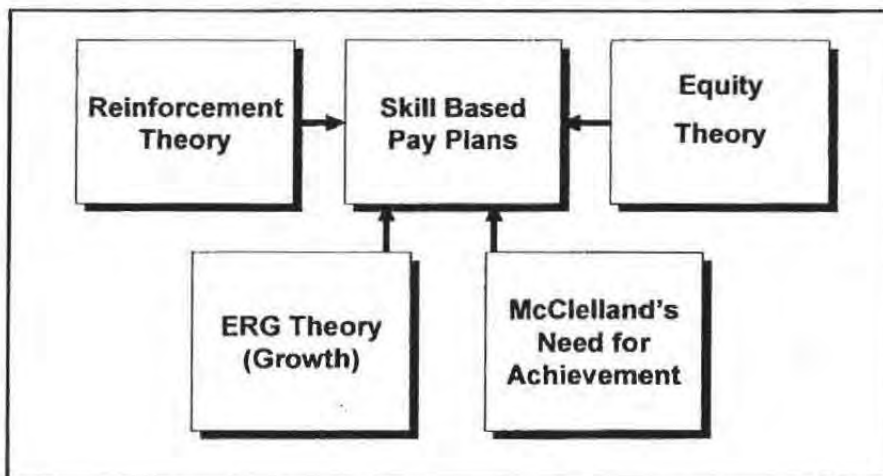 Reinforcement
Theory
Skill Based
Pay Plans
Equity
Theory
ERG Theory
(Growth)
McClelland's
Need for
Achievement